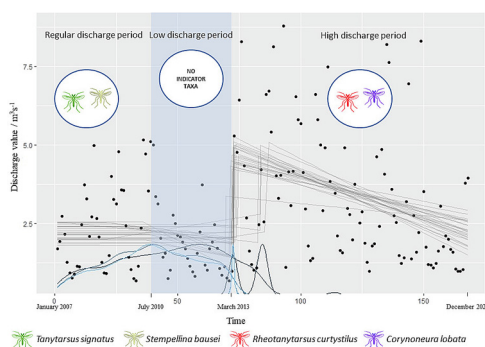 Regular discharge period Low discharge period High discharge period
NO
INDICATOR
TAXA
Discharge value / m³s⁻¹
7.5
5.0
2.5
0 50 100 150
January 2007 July 2010 March 2013 December 20
Time
Tanytarsus signatus Stempellina bausei Rheotanytarsus curtystilus Corynoneura lobata